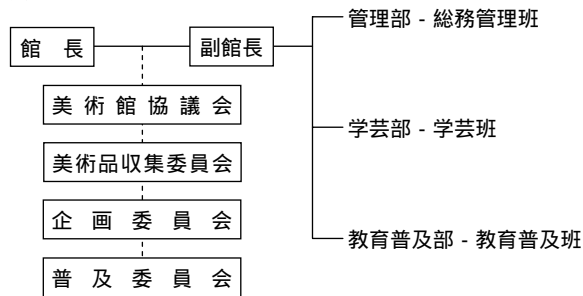 管理部 - 総務管理班
館　長
副館長
美術館協議会
学芸部 - 学芸班
美術品収集委員会
企画委員会
教育普及部 - 教育普及班
普及委員会